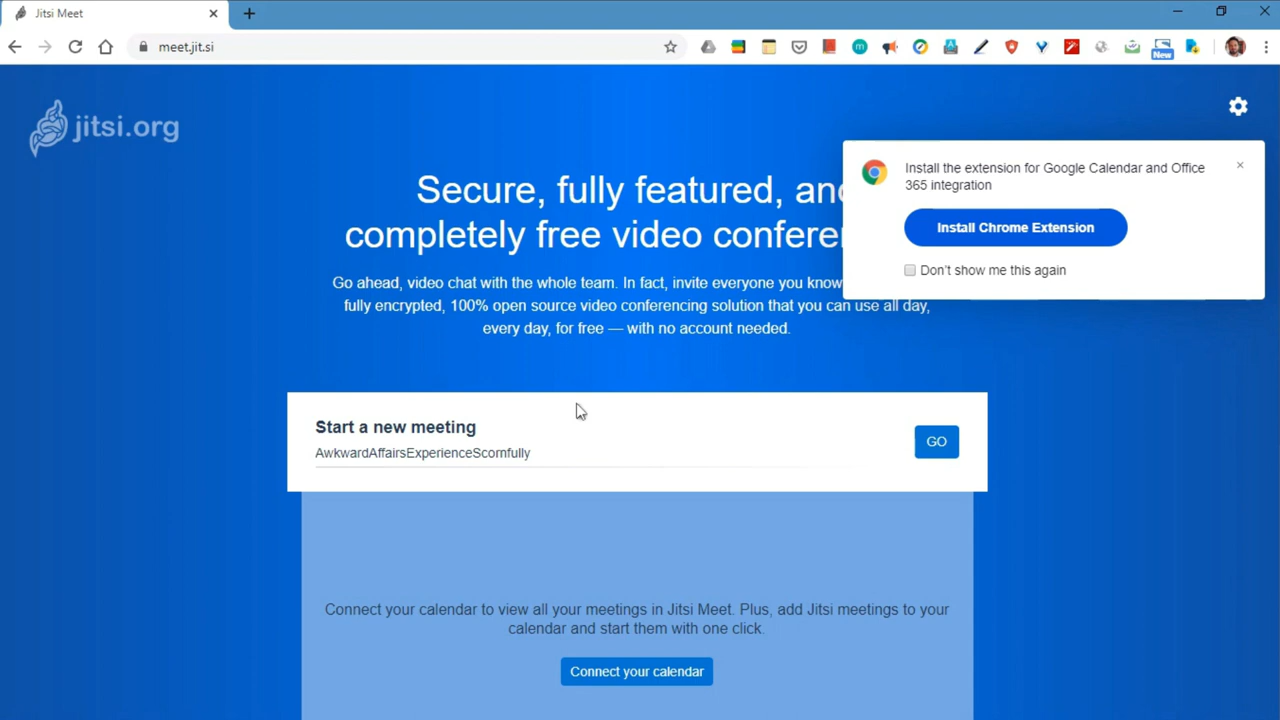 Jitsi Meet
meet.jit.si
New
jitsi.org
Install the extension for Google Calendar and Office
365 integration
Install Chrome Extension
Don't show me this again
Secure, fully featured, and
completely free video
Go ahead, video chat with the whole team. In fact, invite everyone you know
fully encrypted, 100% open source video conferencing solution that you can use all day,
every day, for free — with no account needed.
Start a new meeting
AwkwardAffairsExperienceScornfully
GO
Connect your calendar to view all your meetings in Jitsi Meet. Plus, add Jitsi meetings to your
calendar and start them with one click.
Connect your calendar